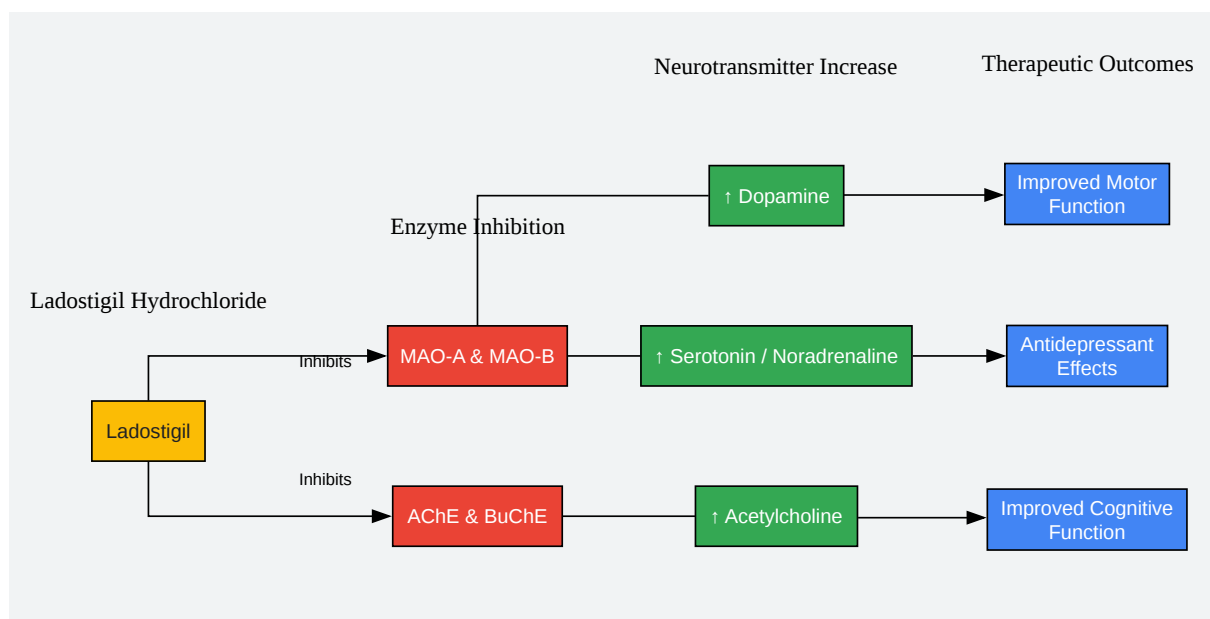 Neurotransmitter Increase
Therapeutic Outcomes
Improved Motor
Function
↑ Dopamine
Enzyme Inhibition
Ladostigil Hydrochloride
Inhibits
MAO-A & MAO-B
↑ Serotonin / Noradrenaline
Antidepressant
Effects
Ladostigil
Inhibits
AChE & BuChE
↑ Acetylcholine
Improved Cognitive
Function